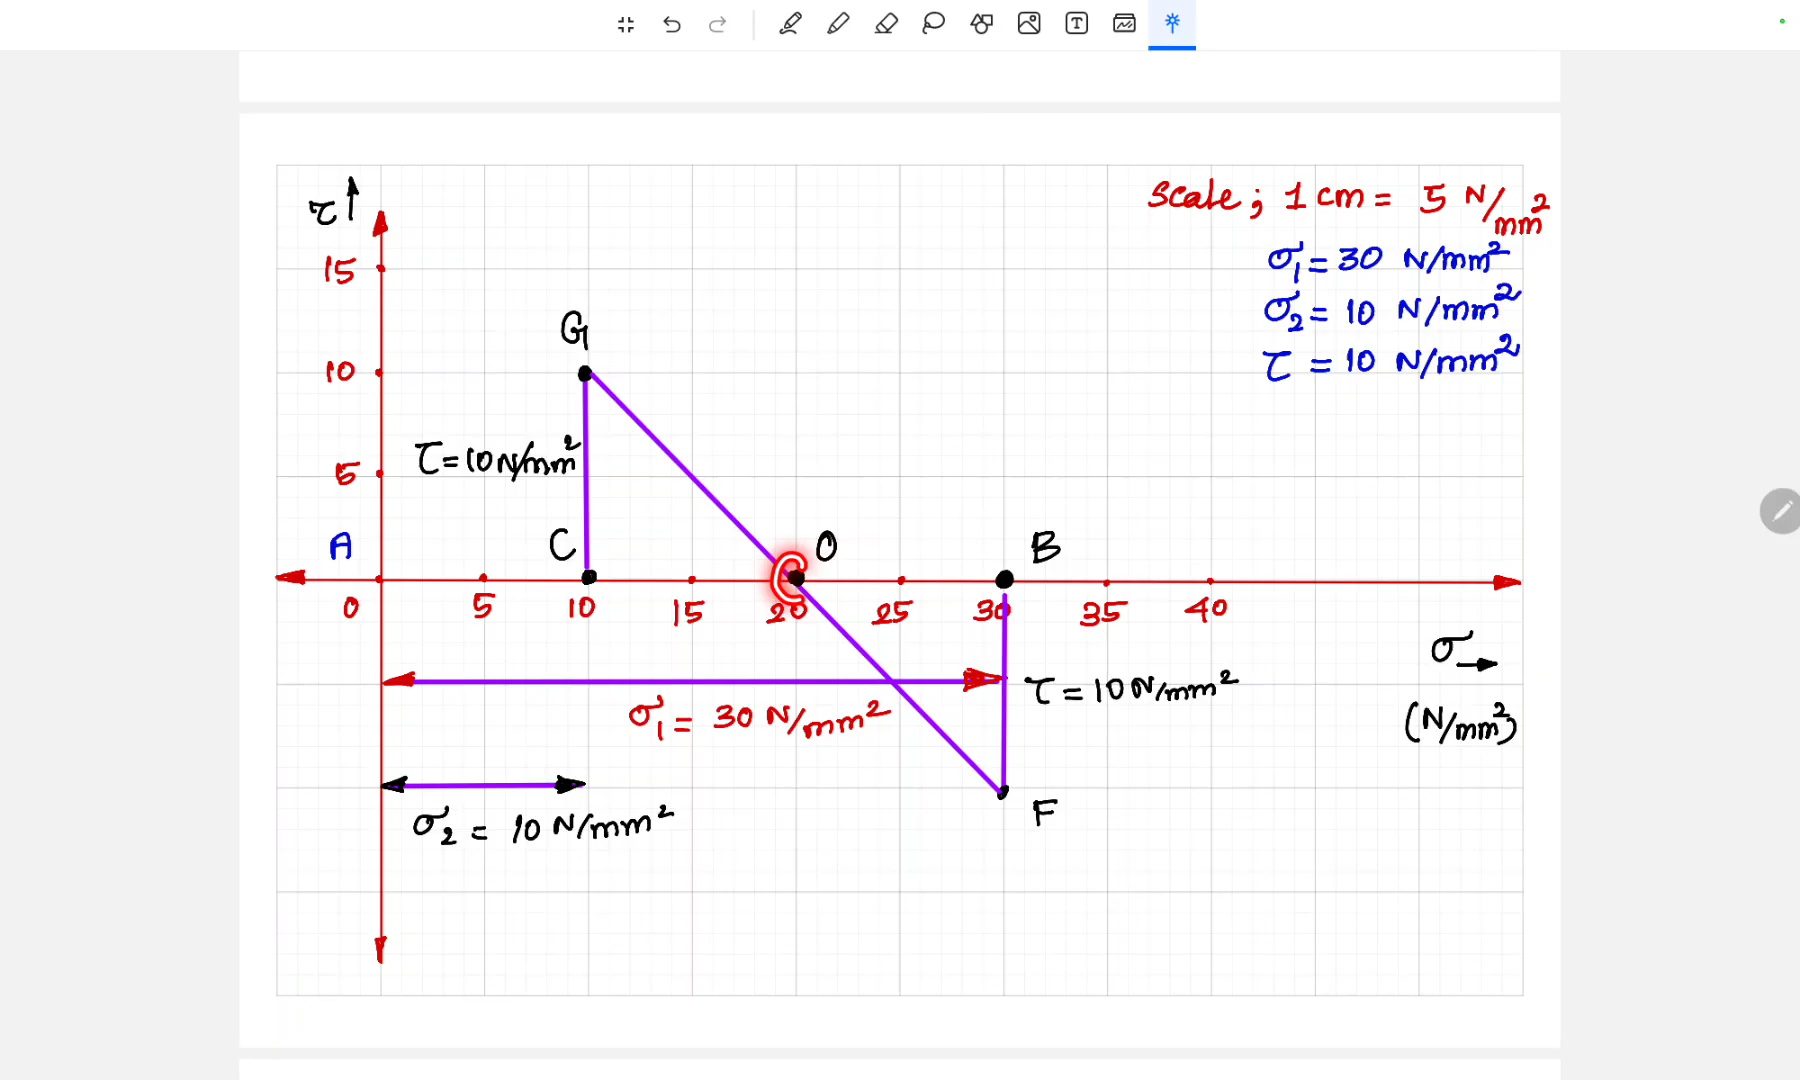 Scale; 1 cm = 5 N/mm²
τ↑
σ₁ = 30 N/mm²
15
σ₂ = 10 N/mm²
G
10
τ = 10 N/mm²
τ = 10 N/mm²
5
A C O B
0 5 10 15 20 25 30 35 40
σ→
τ = 10 N/mm²
σ₁ = 30 N/mm²
(N/mm²)
F
σ₂ = 10 N/mm²